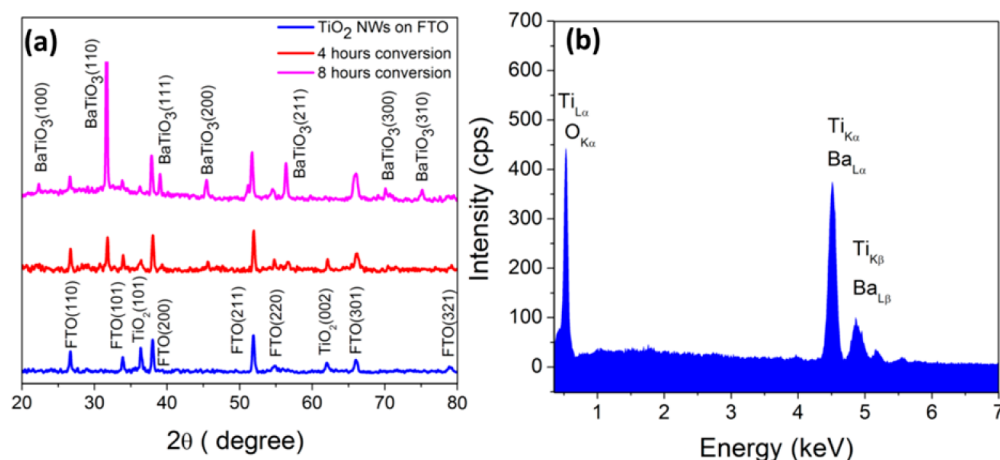 (a)
TiO2 NWs on FTO
4 hours conversion
8 hours conversion
BaTiO3(100)
BaTiO3(110)
BaTiO3(111)
BaTiO3(200)
BaTiO3(211)
BaTiO3(300)
BaTiO3(310)
FTO(110)
FTO(101)
TiO2(101)
FTO(200)
FTO(211)
FTO(220)
TiO2(002)
FTO(301)
FTO(321)
20 30 40 50 60 70 80
2θ ( degree)
(b)
Intensity (cps)
700
600
500
400
300
200
100
0
TiLα
OKα
TiKα
BaLα
TiKβ
BaLβ
1 2 3 4 5 6 7
Energy (keV)